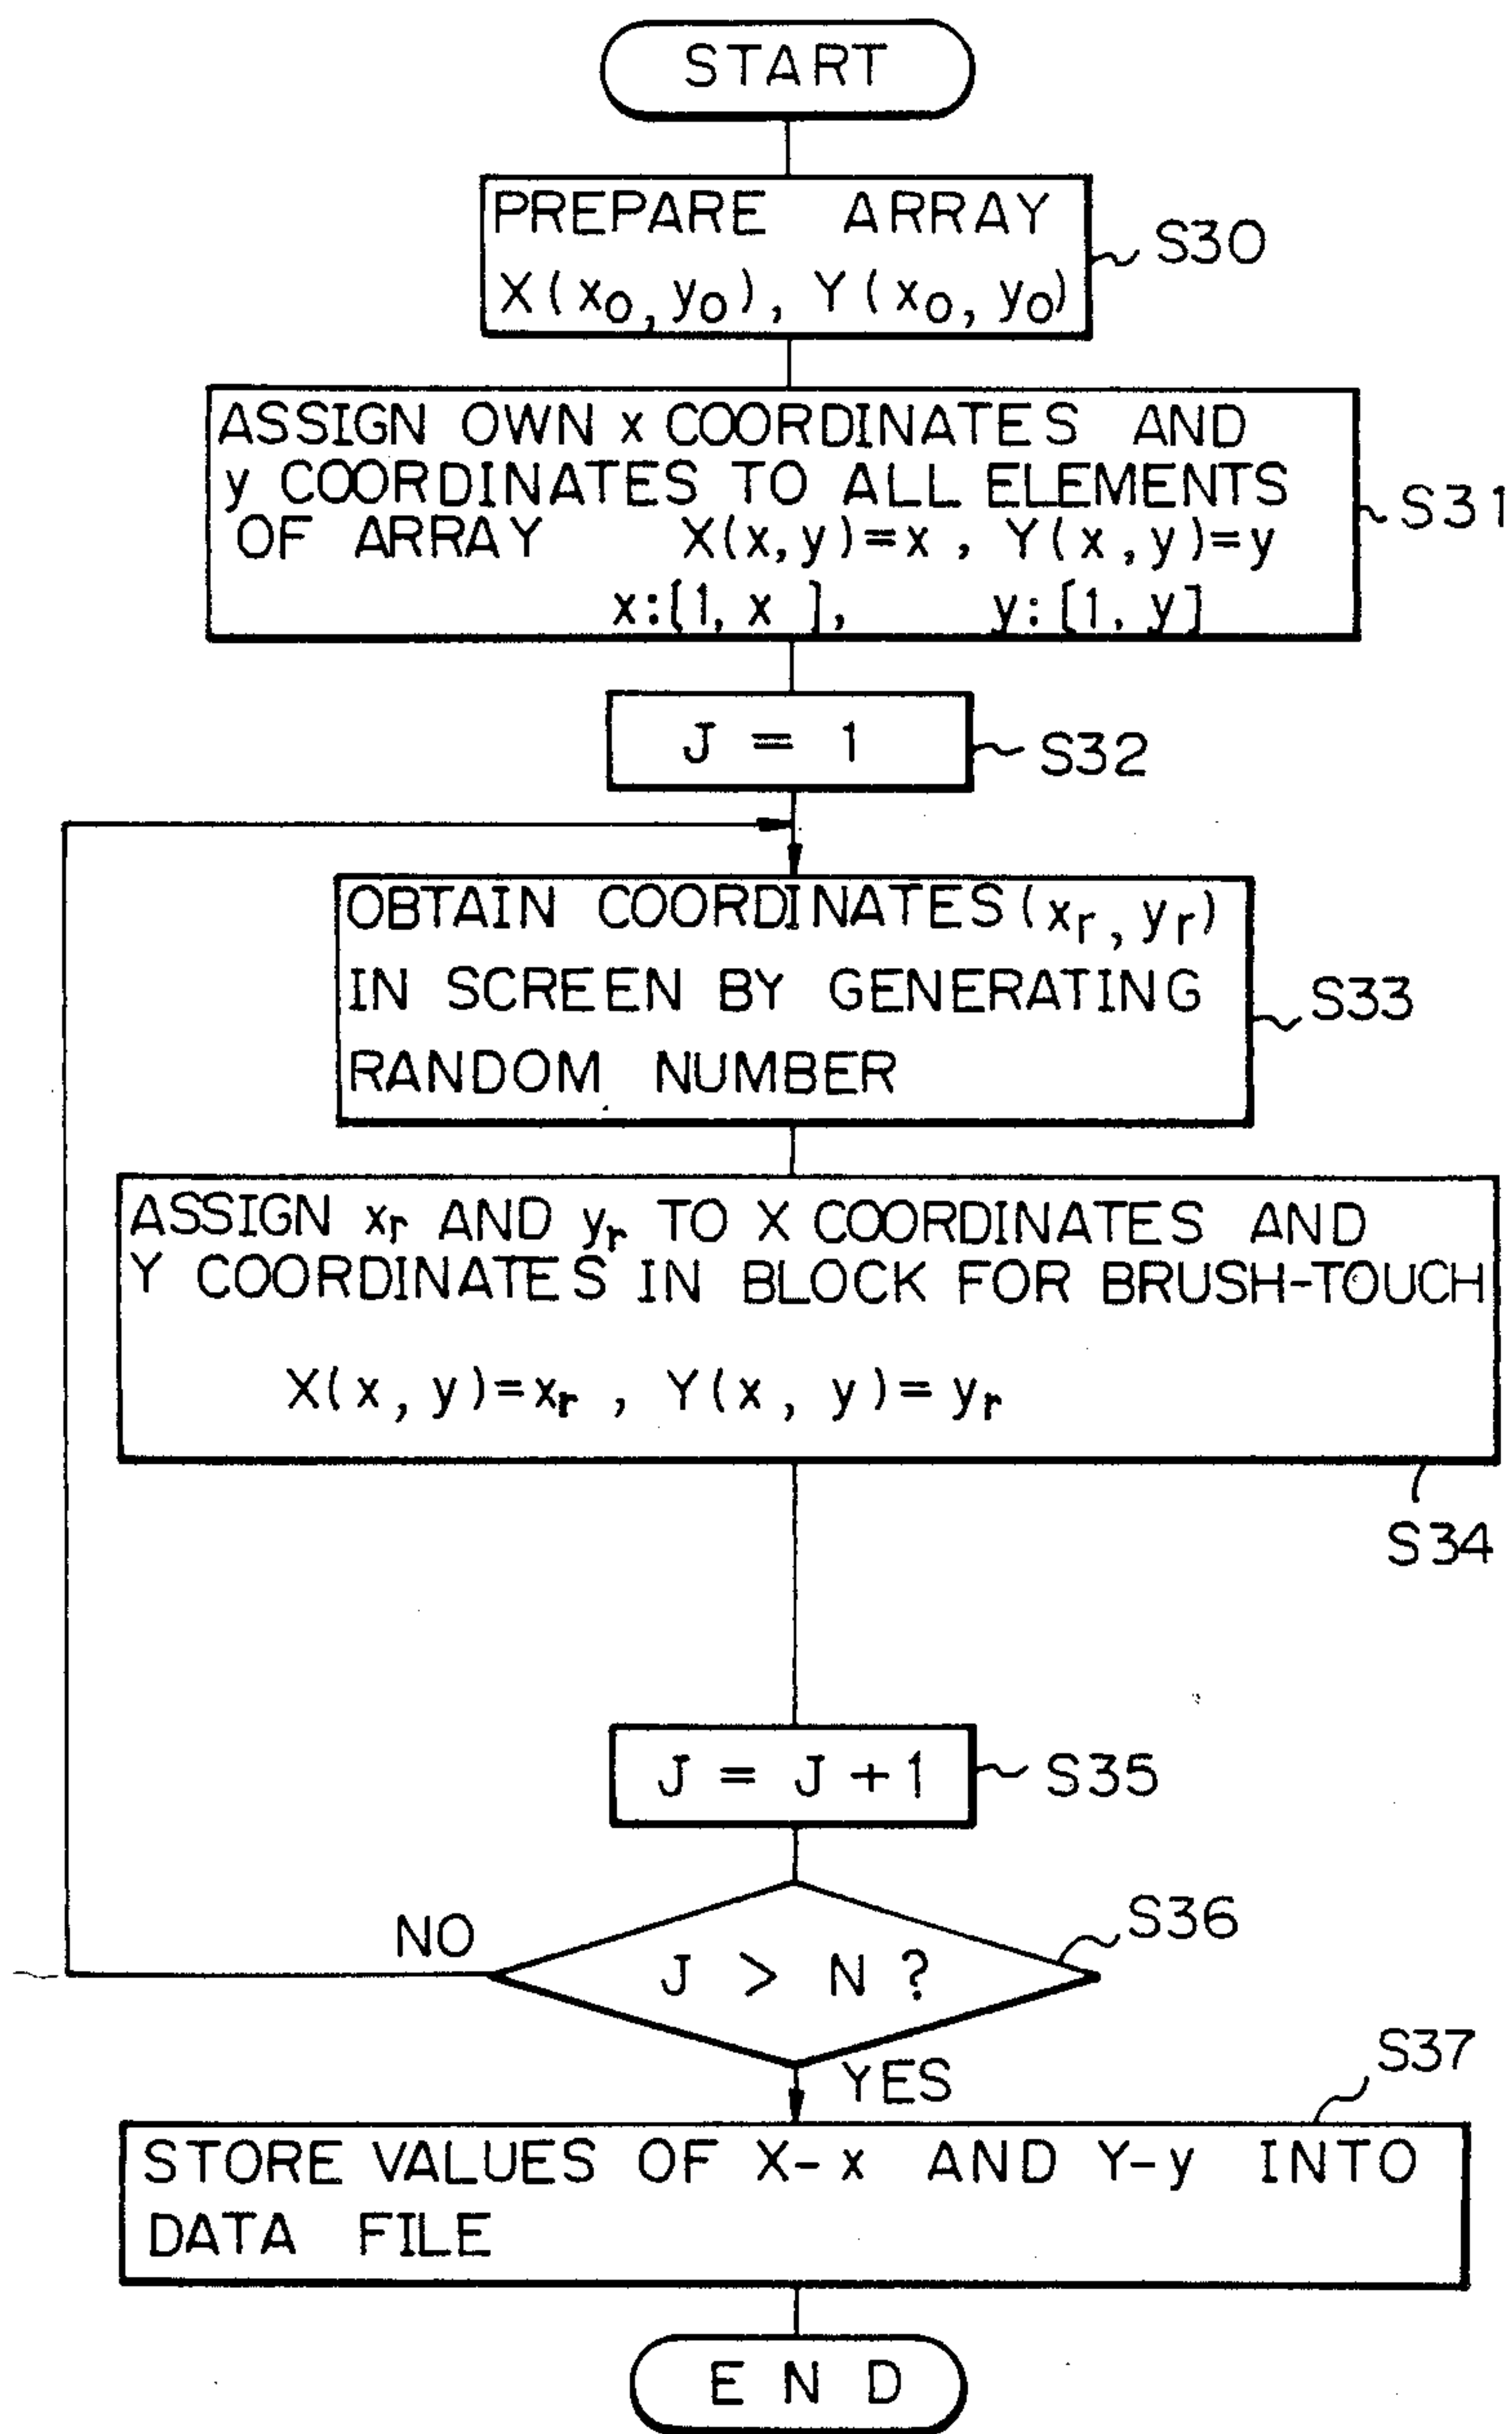 START
PREPARE ARRAY
X(x₀, y₀), Y(x₀, y₀)
S30
ASSIGN OWN x COORDINATES AND
y COORDINATES TO ALL ELEMENTS
OF ARRAY X(x,y)=x, Y(x,y)=y
x:[1, x ], y:[1, y]
S31
J = 1
S32
OBTAIN COORDINATES(xᵣ, yᵣ)
IN SCREEN BY GENERATING
RANDOM NUMBER
S33
ASSIGN xᵣ AND yᵣ TO X COORDINATES AND
Y COORDINATES IN BLOCK FOR BRUSH-TOUCH
X(x, y)=xᵣ, Y(x, y)=yᵣ
S34
J = J + 1
S35
J > N ?
S36
NO
YES
S37
STORE VALUES OF X-x AND Y-y INTO
DATA FILE
END